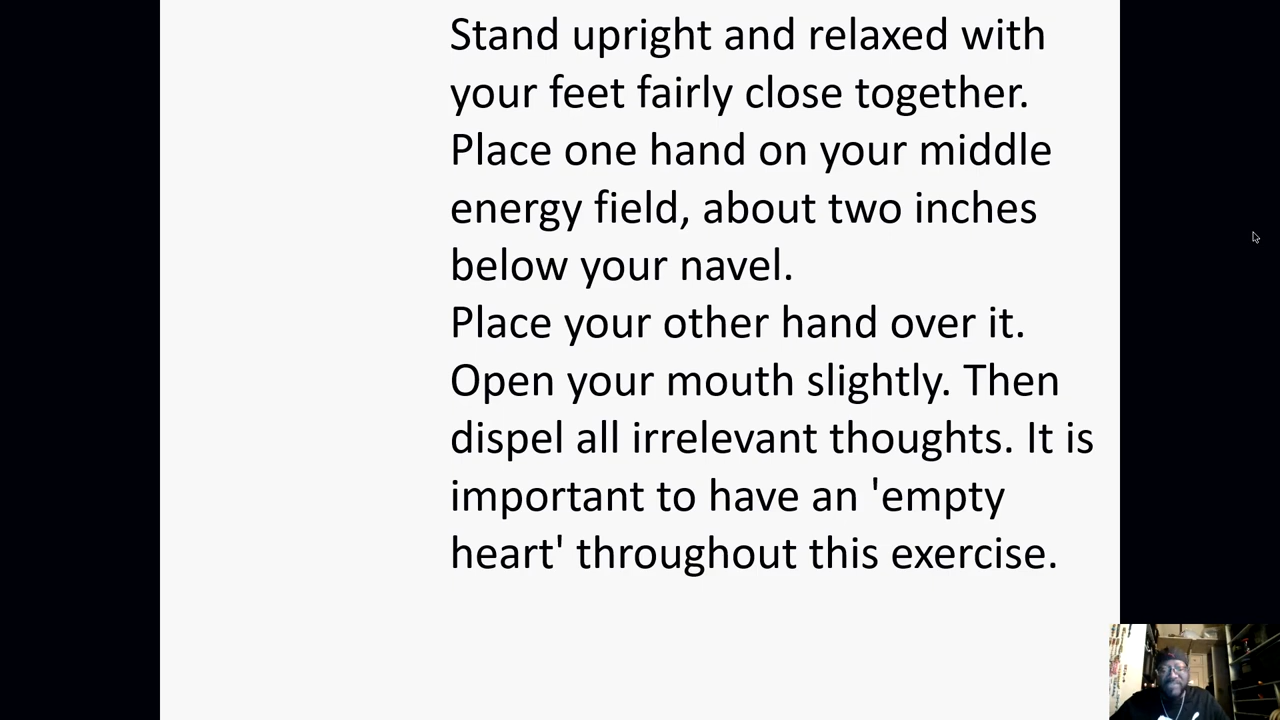 Stand upright and relaxed with
your feet fairly close together.
Place one hand on your middle
energy field, about two inches
below your navel.
Place your other hand over it.
Open your mouth slightly. Then
dispel all irrelevant thoughts. It is
important to have an 'empty
heart' throughout this exercise.